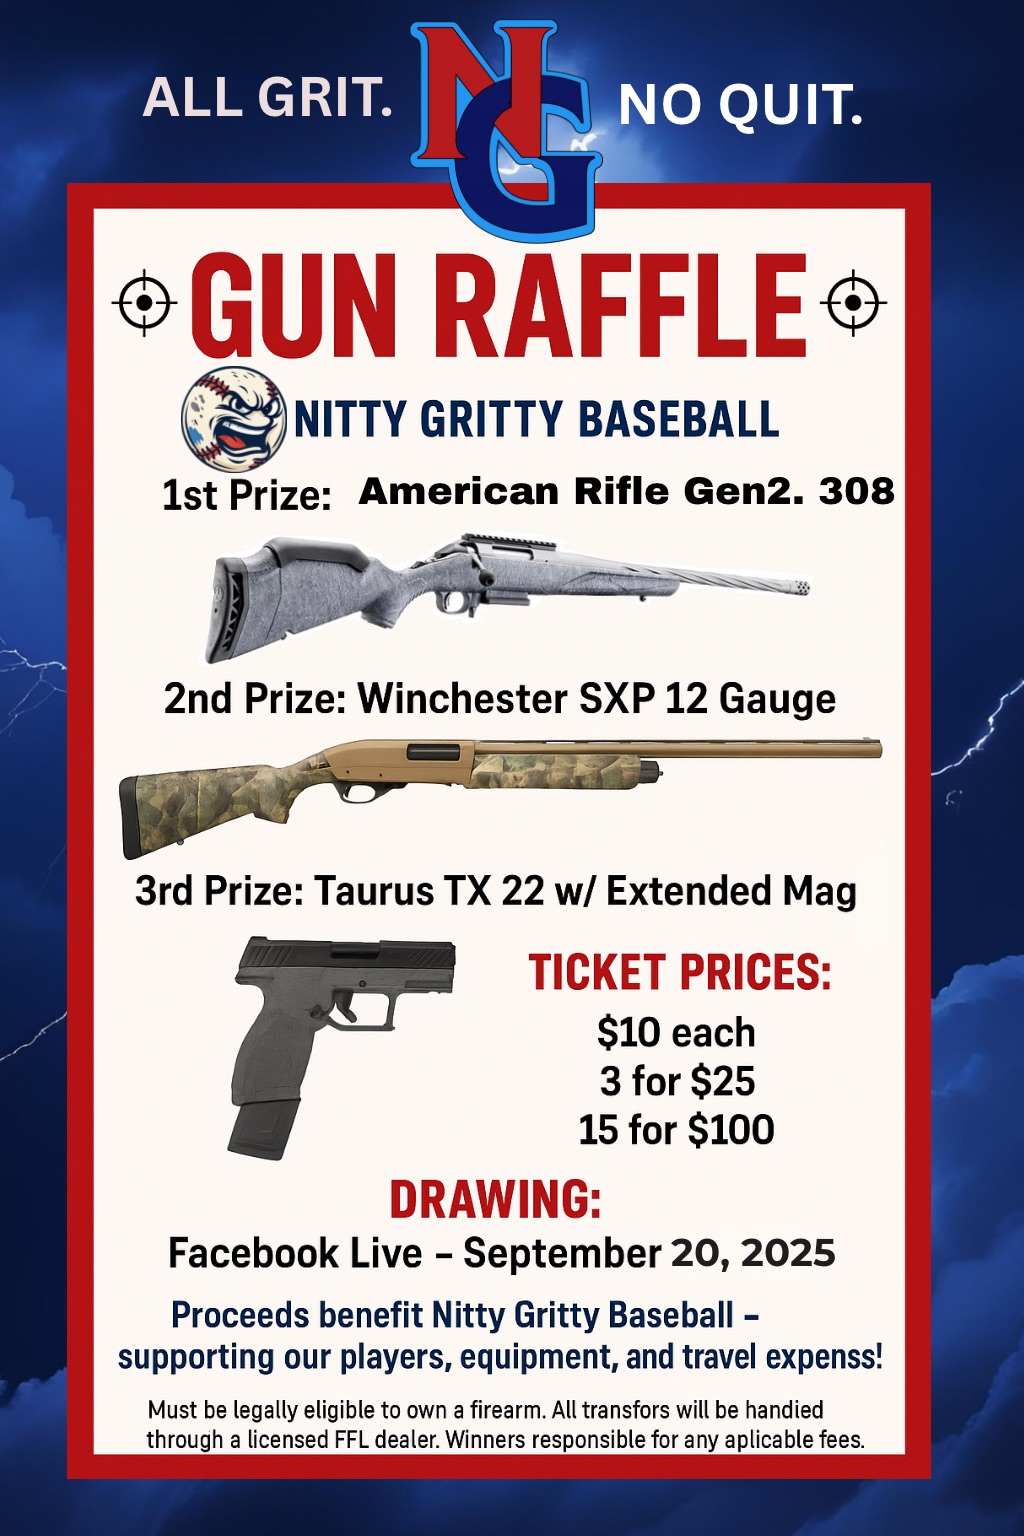 ALL GRIT. NG NO QUIT.
GUN RAFFLE
NITTY GRITTY BASEBALL
1st Prize: American Rifle Gen2. 308
2nd Prize: Winchester SXP 12 Gauge
3rd Prize: Taurus TX 22 w/ Extended Mag
TICKET PRICES:
$10 each
3 for $25
15 for $100
DRAWING:
Facebook Live – September 20, 2025
Proceeds benefit Nitty Gritty Baseball –
supporting our players, equipment, and travel expenss!
Must be legally eligible to own a firearm. All transfors will be handied
through a licensed FFL dealer. Winners responsible for any aplicable fees.